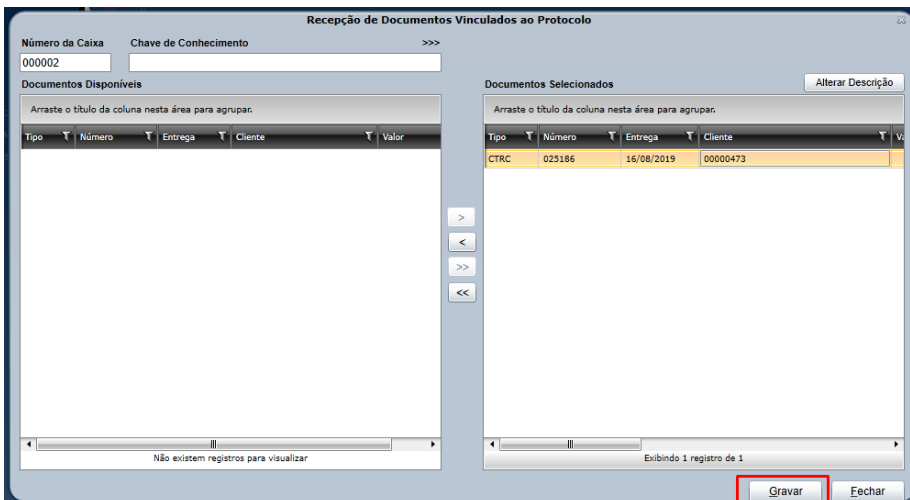 Recepção de Documentos Vinculados ao Protocolo
Número da Caixa Chave de Conhecimento >>>
000002
Documentos Disponíveis
Arraste o título da coluna nesta área para agrupar.
Tipo Número Entrega Cliente Valor
Não existem registros para visualizar
>
<
>>
<<
Documentos Selecionados Alterar Descrição
Arraste o título da coluna nesta área para agrupar.
Tipo Número Entrega Cliente Va
CTRC 025186 16/08/2019 00000473
Exibindo 1 registro de 1
Gravar Fechar